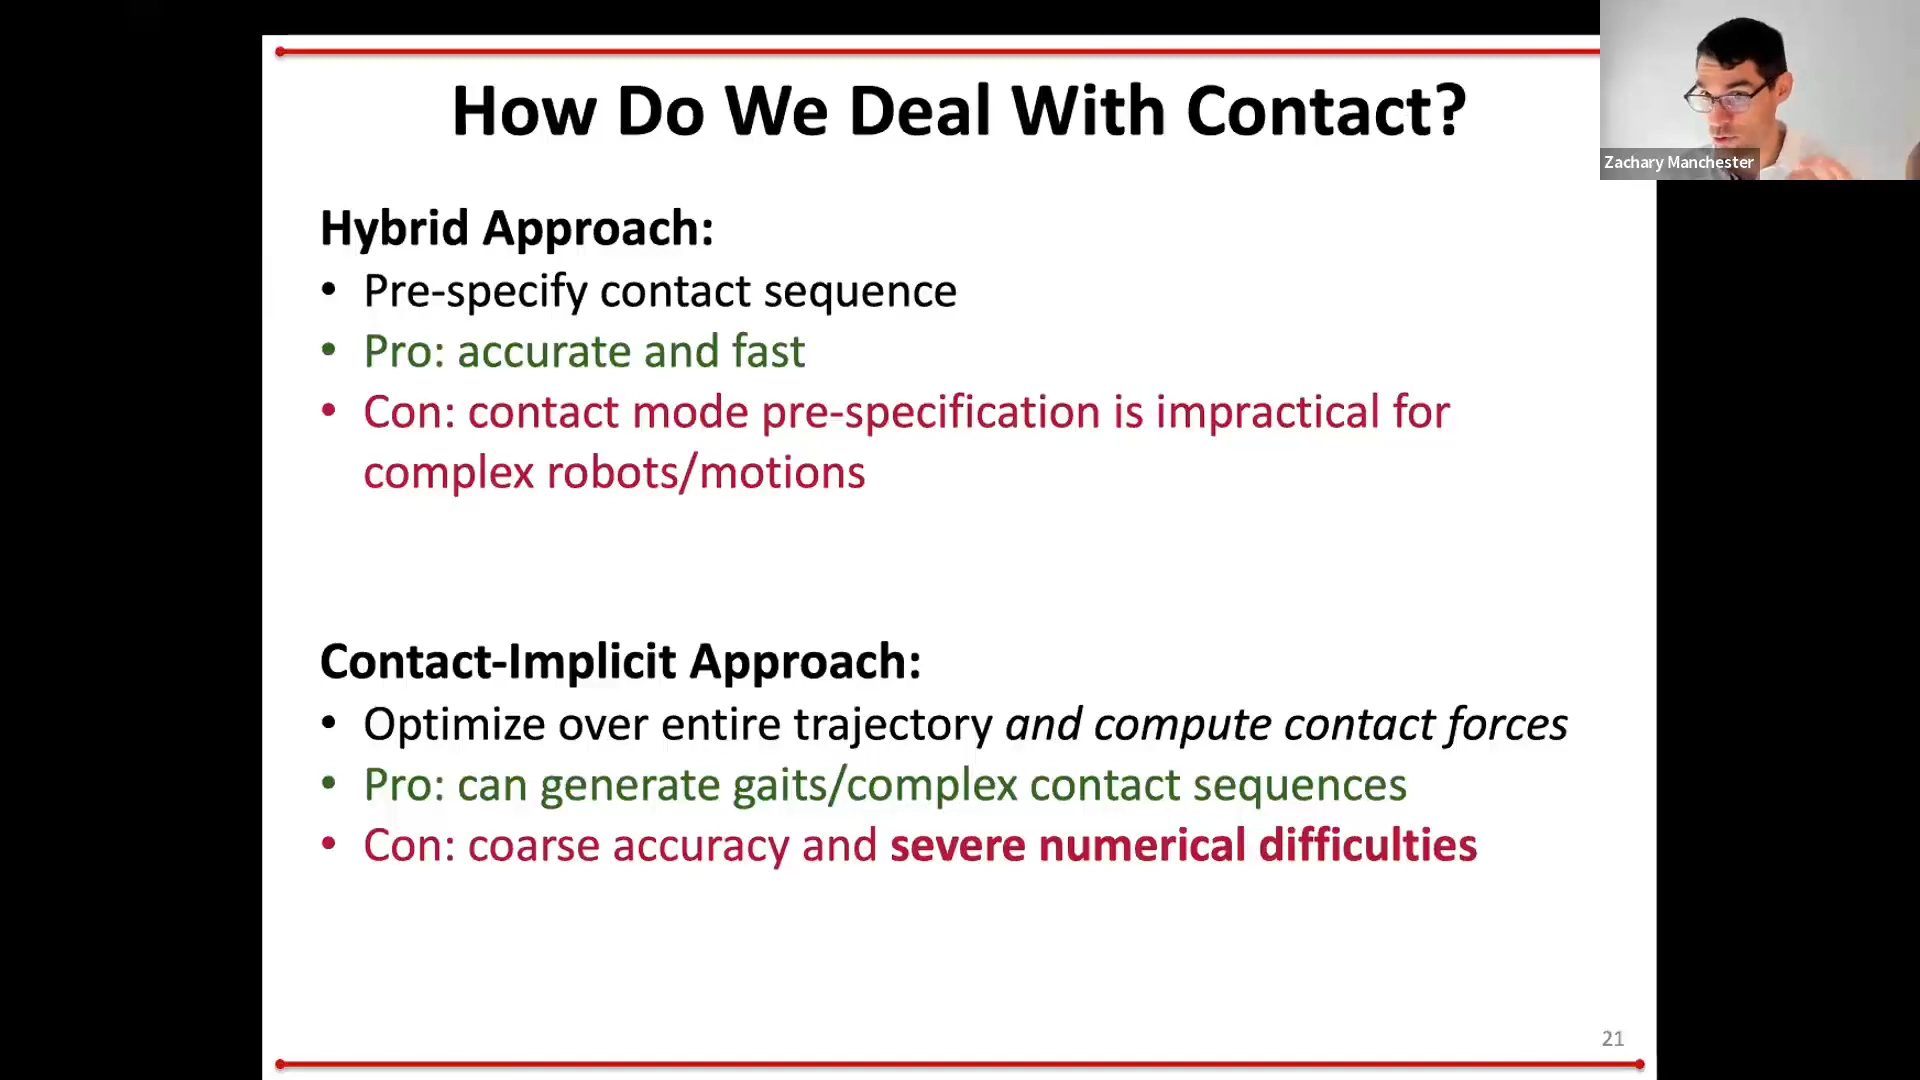 How Do We Deal With Contact?
Zachary Manchester
Hybrid Approach:
• Pre-specify contact sequence
• Pro: accurate and fast
• Con: contact mode pre-specification is impractical for
complex robots/motions
Contact-Implicit Approach:
• Optimize over entire trajectory and compute contact forces
• Pro: can generate gaits/complex contact sequences
• Con: coarse accuracy and severe numerical difficulties
21